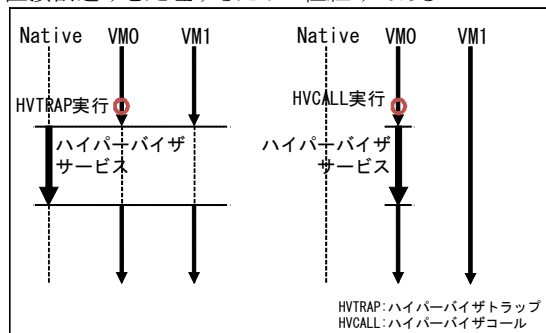 Native VM0 VM1
HVTRAP実行
ハイパーバイザ
サービス
Native VM0 VM1
HVCALL実行
ハイパーバイザ
サービス
HVTRAP:ハイパーバイザトラップ
HVCALL:ハイパーバイザコール